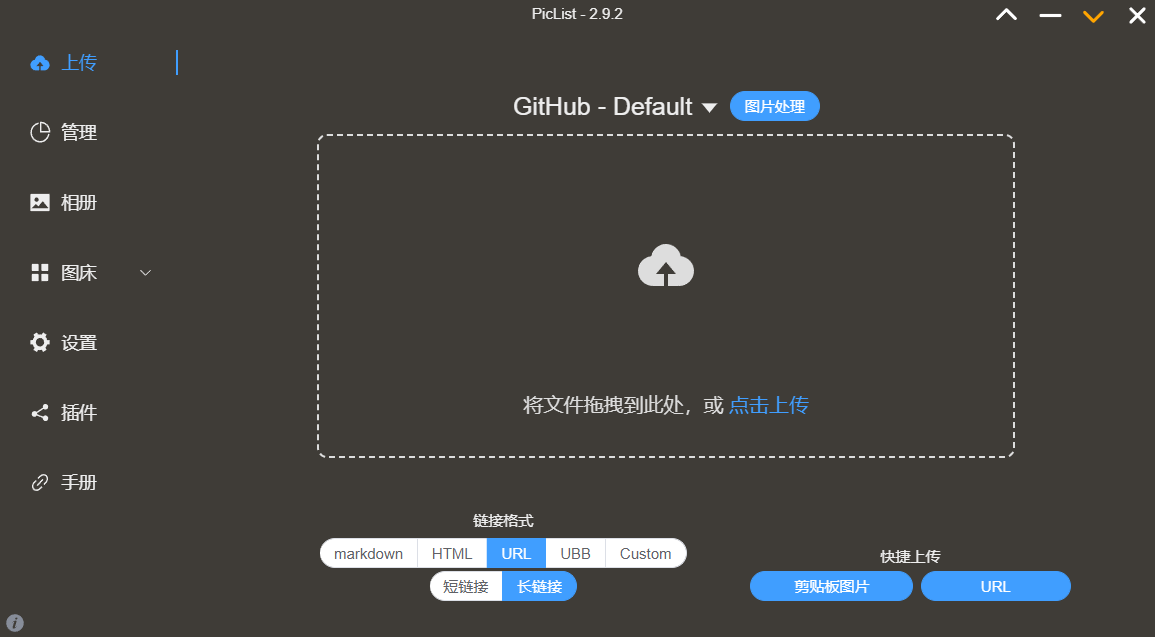 PicList - 2.9.2
上传
管理
相册
图床
设置
插件
手册
GitHub - Default
图片处理
将文件拖拽到此处，或 点击上传
链接格式
markdown HTML URL UBB Custom
短链接 长链接
快捷上传
剪贴板图片 URL
i